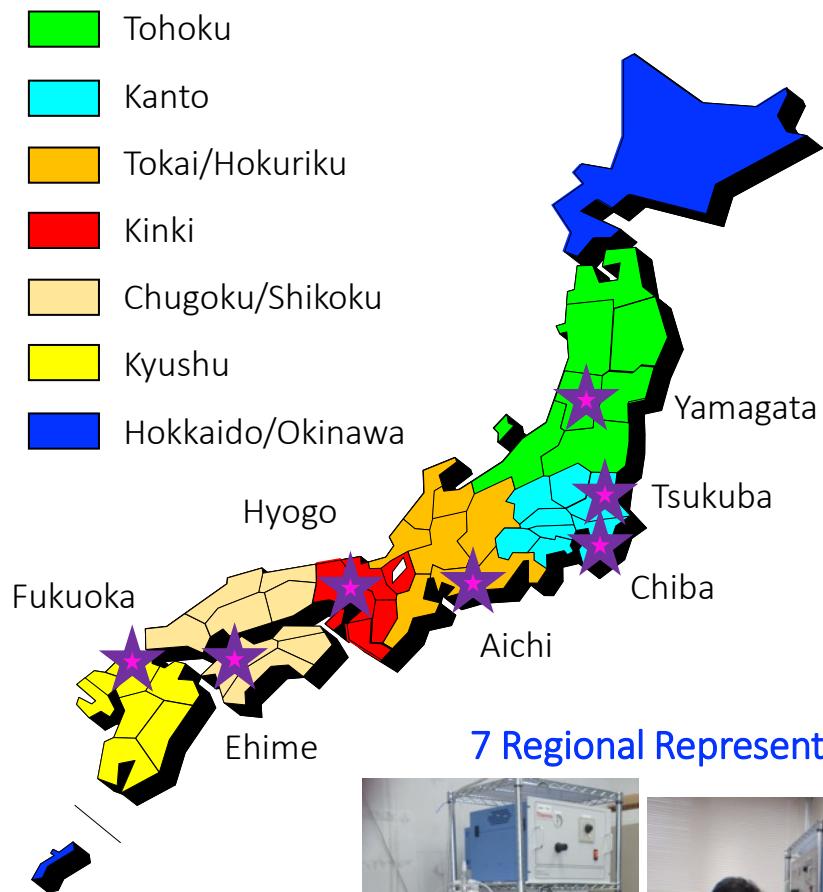 Tohoku
Kanto
Tokai/Hokuriku
Kinki
Chugoku/Shikoku
Kyushu
Hokkaido/Okinawa
Yamagata
Tsukuba
Hyogo
Chiba
Fukuoka
Aichi
Ehime
7 Regional Represent